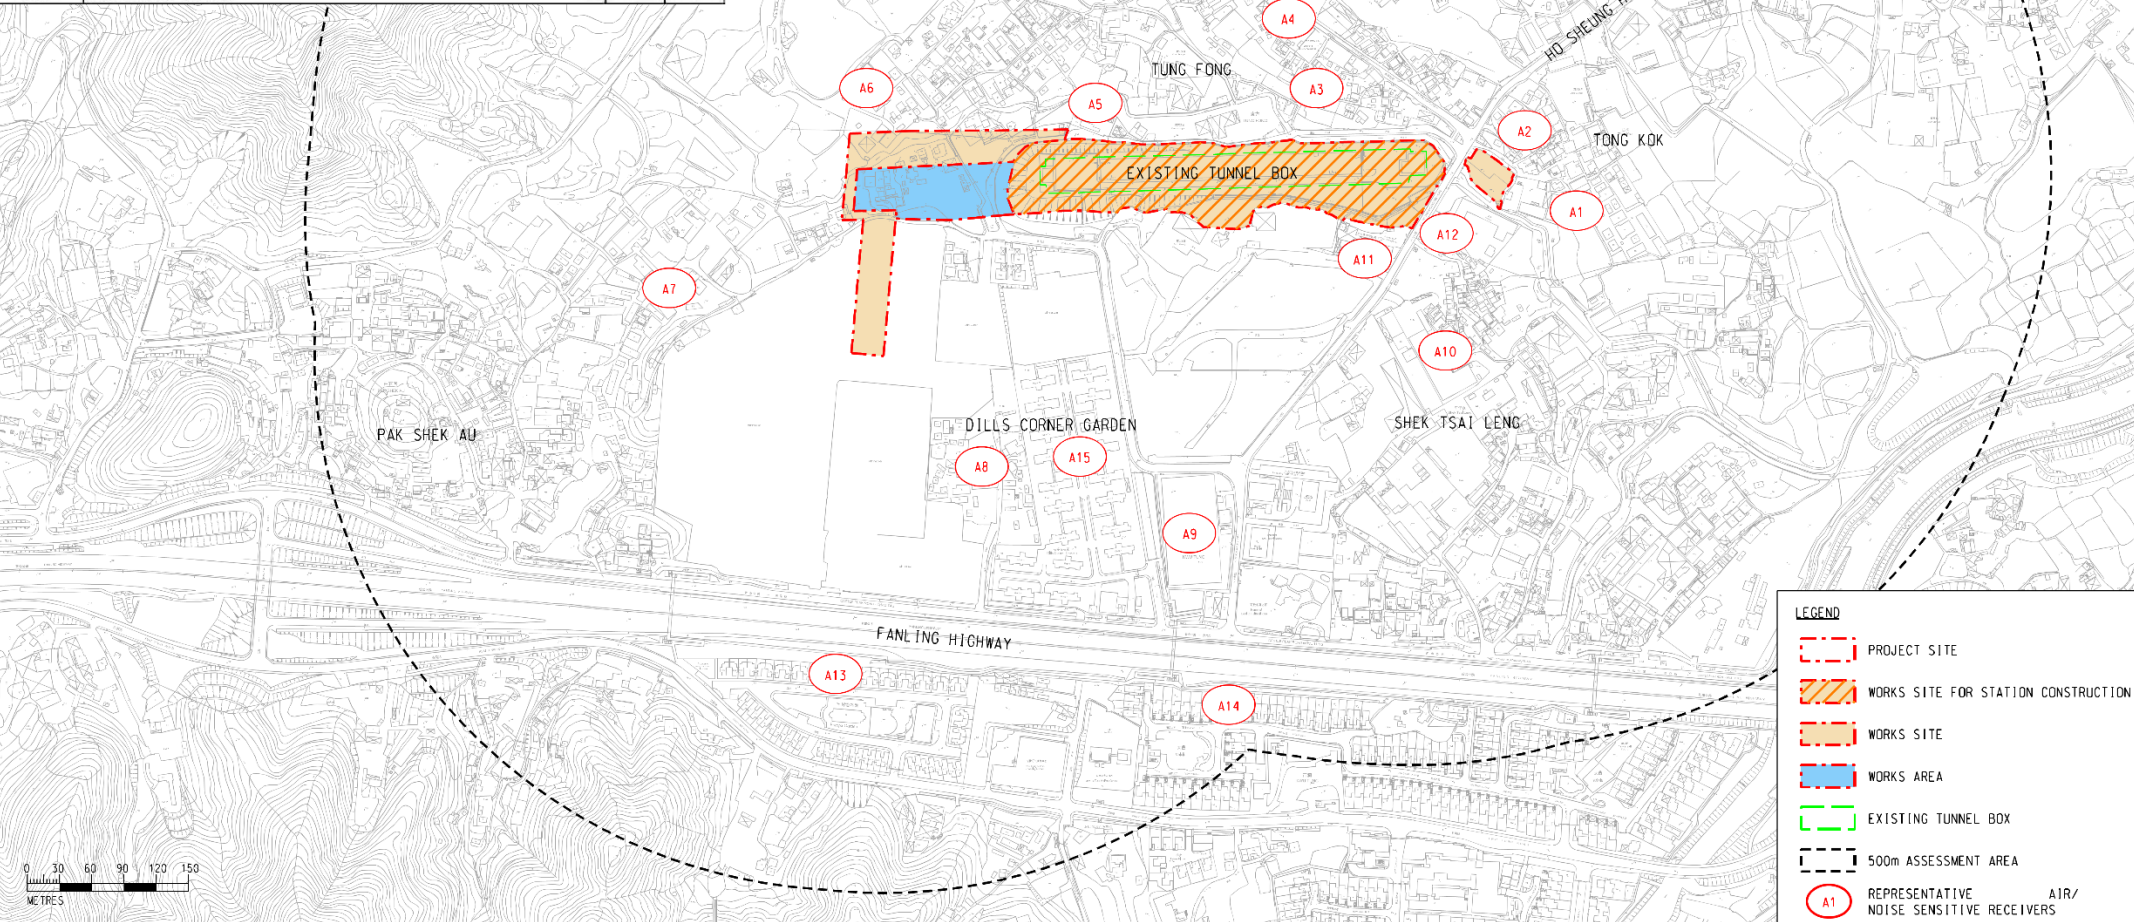 A4
HO SHEUNG
TUNG FONG
A6
A3
A5
A2
TONG KOK
EXISTING TUNNEL BOX
A1
A12
A11
A7
A10
DILLS CORNER GARDEN
SHEK TSAI LENG
PAK SHEK AU
A15
A8
A9
FANLING HIGHWAY
A13
A14
LEGEND
PROJECT SITE
WORKS SITE FOR STATION CONSTRUCTION
WORKS SITE
WORKS AREA
EXISTING TUNNEL BOX
500m ASSESSMENT AREA
A1
REPRESENTATIVE AIR/
NOISE SENSITIVE RECEIVERS
0 30 60 90 120 150
METRES